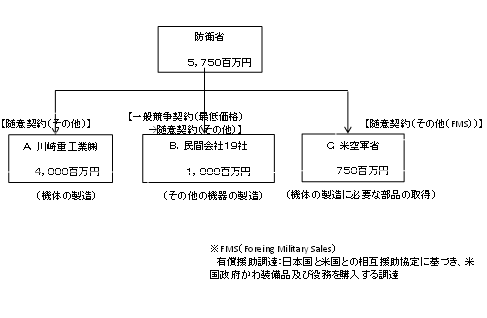 防衛省
5,750百万円
【随意契約(その他)】
【一般競争契約(最低価格)
→随意契約(その他)】
【随意契約(その他(FMS))】
A. 川崎重工業㈱
4,000百万円
B. 民間会社19社
1,000百万円
C. 米空軍省
750百万円
(機体の製造)
(その他の機器の製造)
(機体の製造に必要な部品の取得)
※FMS(Foreing Military Sales)
有償援助調達:日本国と米国との相互援助協定に基づき、米
国政府かわ装備品及び役務を購入する調達